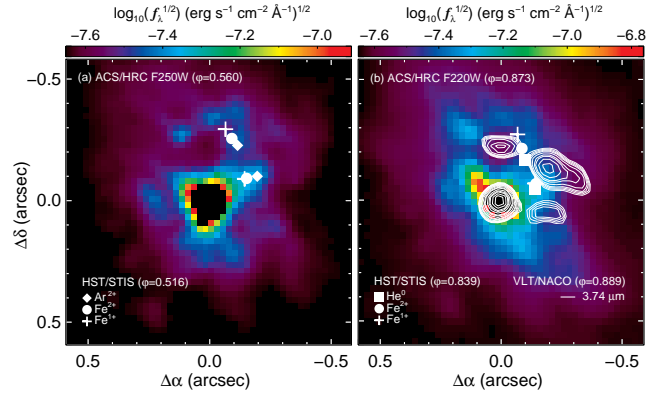 log₁₀(f_λ^1/2) (erg s⁻¹ cm⁻² Å⁻¹)^1/2 log₁₀(f_λ^1/2) (erg s⁻¹ cm⁻² Å⁻¹)^1/2
−7.6 −7.4 −7.2 −7.0 −7.6 −7.4 −7.2 −7.0 −6.8
(a) ACS/HRC F250W (φ=0.560) (b) ACS/HRC F220W (φ=0.873)
−0.5
0.0
0.5
Δδ (arcsec)
HST/STIS (φ=0.516) HST/STIS (φ=0.839) VLT/NACO (φ=0.889)
Ar²⁺ He⁰ 3.74 μm
Fe²⁺ Fe²⁺
Fe¹⁺ Fe¹⁺
0.5 0.0 −0.5 0.5 0.0 −0.5
Δα (arcsec) Δα (arcsec)